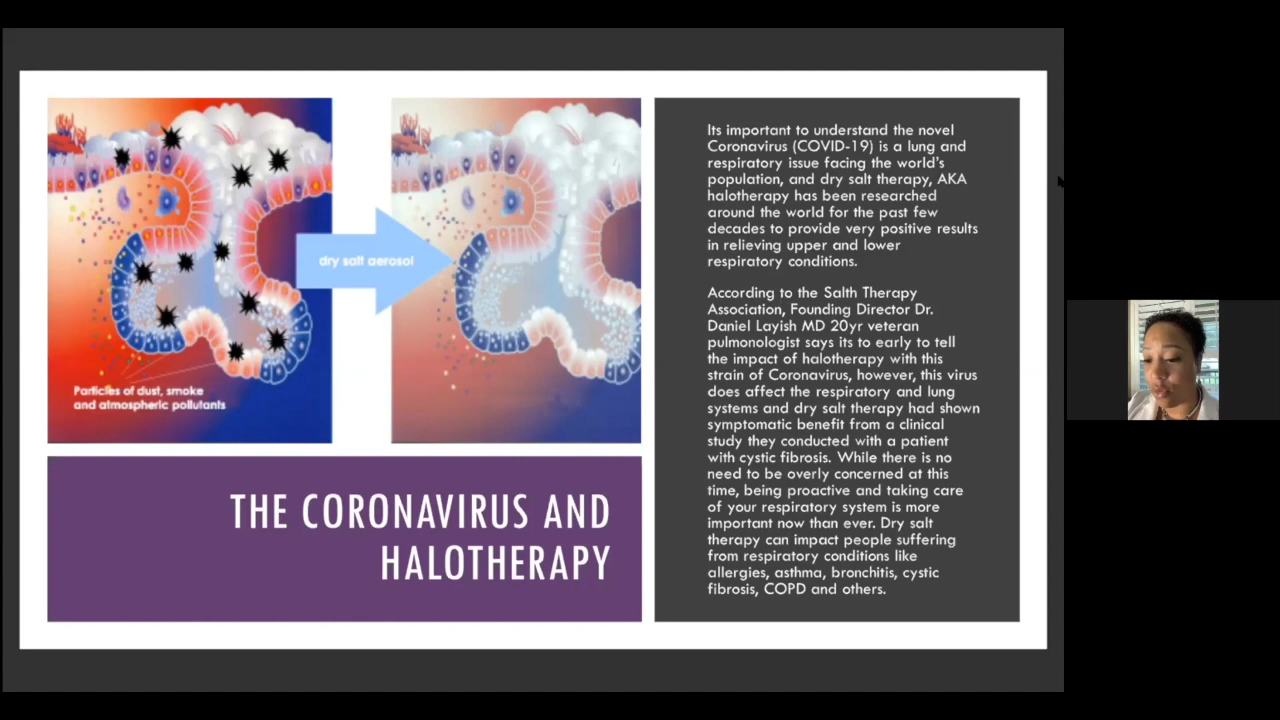 dry salt aerosol
Particles of dust, smoke
and atmospheric pollutants
THE CORONAVIRUS AND
HALOTHERAPY
Its important to understand the novel
Coronavirus (COVID-19) is a lung and
respiratory issue facing the world's
population, and dry salt therapy, AKA
halotherapy has been researched
around the world for the past few
decades to provide very positive results
in relieving upper and lower
respiratory conditions.
According to the Salth Therapy
Association, Founding Director Dr.
Daniel Layish MD 20yr veteran
pulmonologist says its to early to tell
the impact of halotherapy with this
strain of Coronavirus, however, this virus
does affect the respiratory and lung
systems and dry salt therapy had shown
symptomatic benefit from a clinical
study they conducted with a patient
with cystic fibrosis. While there is no
need to be overly concerned at this
time, being proactive and taking care
of your respiratory system is more
important now than ever. Dry salt
therapy can impact people suffering
from respiratory conditions like
allergies, asthma, bronchitis, cystic
fibrosis, COPD and others.